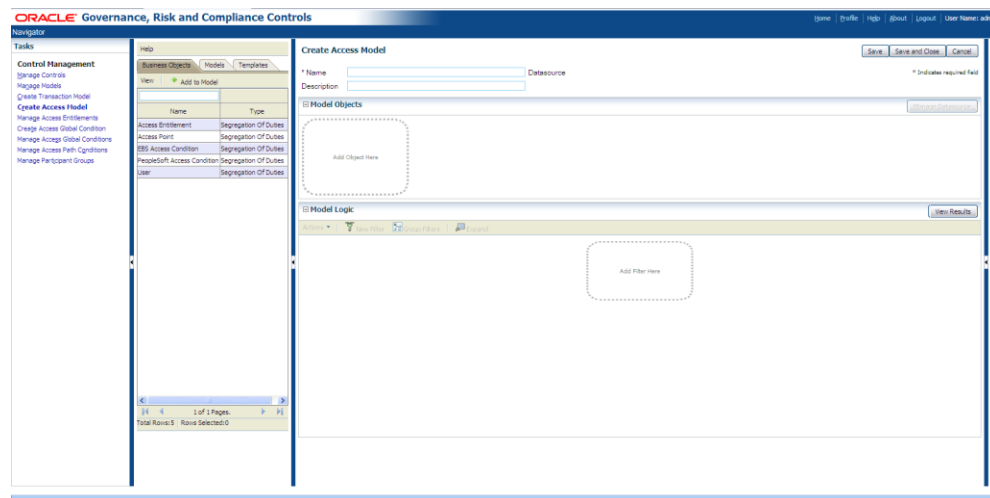 ORACLE Governance, Risk and Compliance Controls
Home Profile Help About Logout User Name: adm
Navigator
Tasks
Control Management
Manage Controls
Manage Models
Create Transaction Model
Create Access Model
Manage Access Entitlements
Create Access Global Condition
Manage Access Global Conditions
Manage Access Path Conditions
Manage Participant Groups
Help
Business Objects Models Templates
View Add to Model
Name Type
Access Entitlement Segregation Of Duties
Access Point Segregation Of Duties
EBS Access Condition Segregation Of Duties
PeopleSoft Access Condition Segregation Of Duties
User Segregation Of Duties
1 of 1 Pages.
Total Rows:5 Rows Selected:0
Create Access Model
Save Save and Close Cancel
* Name Datasource * Indicates required field
Description
Model Objects Manage Datasource
Add Object Here
Model Logic View Results
Actions New Filter Group Filters Expand
Add Filter Here